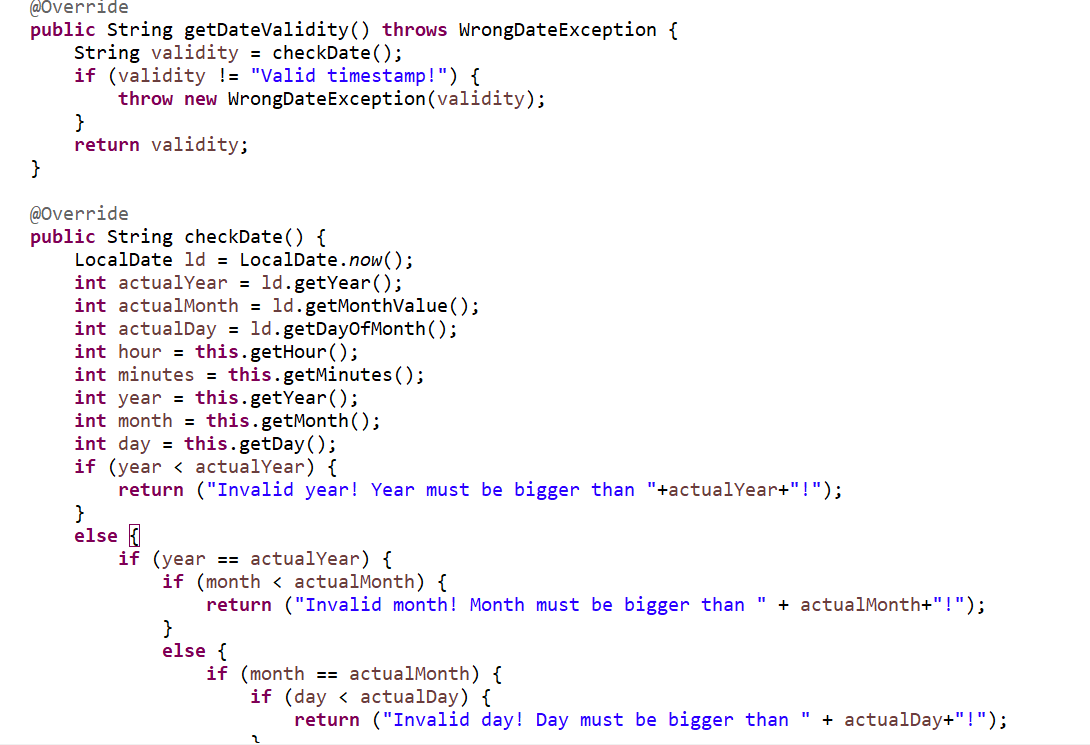 @Override
public String getDateValidity() throws WrongDateException {
    String validity = checkDate();
    if (validity != "Valid timestamp!") {
        throw new WrongDateException(validity);
    }
    return validity;
}

@Override
public String checkDate() {
    LocalDate ld = LocalDate.now();
    int actualYear = ld.getYear();
    int actualMonth = ld.getMonthValue();
    int actualDay = ld.getDayOfMonth();
    int hour = this.getHour();
    int minutes = this.getMinutes();
    int year = this.getYear();
    int month = this.getMonth();
    int day = this.getDay();
    if (year < actualYear) {
        return ("Invalid year! Year must be bigger than "+actualYear+"!");
    }
    else {
        if (year == actualYear) {
            if (month < actualMonth) {
                return ("Invalid month! Month must be bigger than " + actualMonth+"!");
            }
            else {
                if (month == actualMonth) {
                    if (day < actualDay) {
                        return ("Invalid day! Day must be bigger than " + actualDay+"!");
                    }